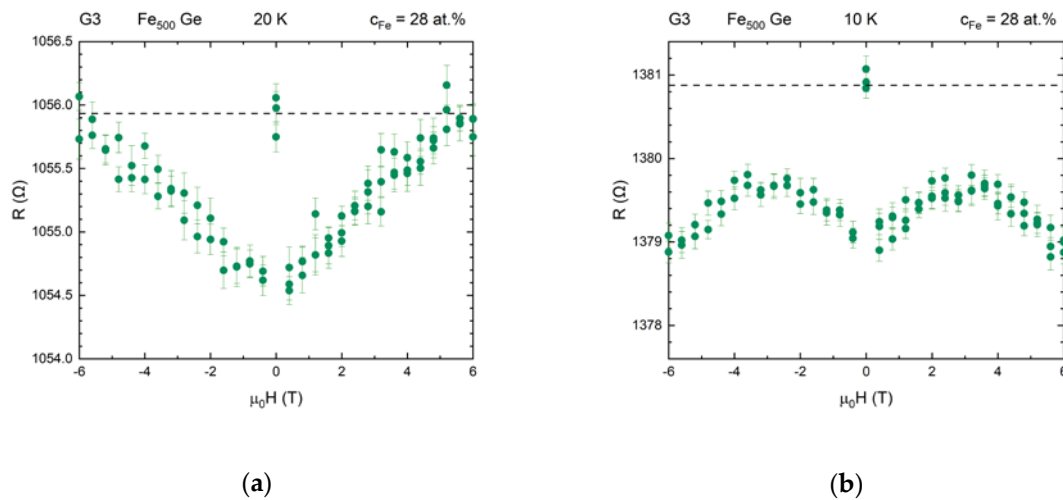 G3 Fe500 Ge 20 K cFe = 28 at.%
1056.5
1056.0
1055.5
1055.0
1054.5
1054.0
R (Ω)
-6 -4 -2 0 2 4 6
μ0H (T)
(a)
G3 Fe500 Ge 10 K cFe = 28 at.%
1381
1380
1379
1378
R (Ω)
-6 -4 -2 0 2 4 6
μ0H (T)
(b)